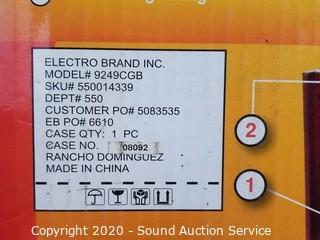 ELECTRO BRAND INC.
MODEL# 9249CGB
SKU# 550014339
DEPT# 550
CUSTOMER PO# 5083535
EB PO# 6610
CASE QTY: 1 PC
CASE NO. 08092
RANCHO DOMINGUEZ
MADE IN CHINA
2
1
Copyright 2020 - Sound Auction Service